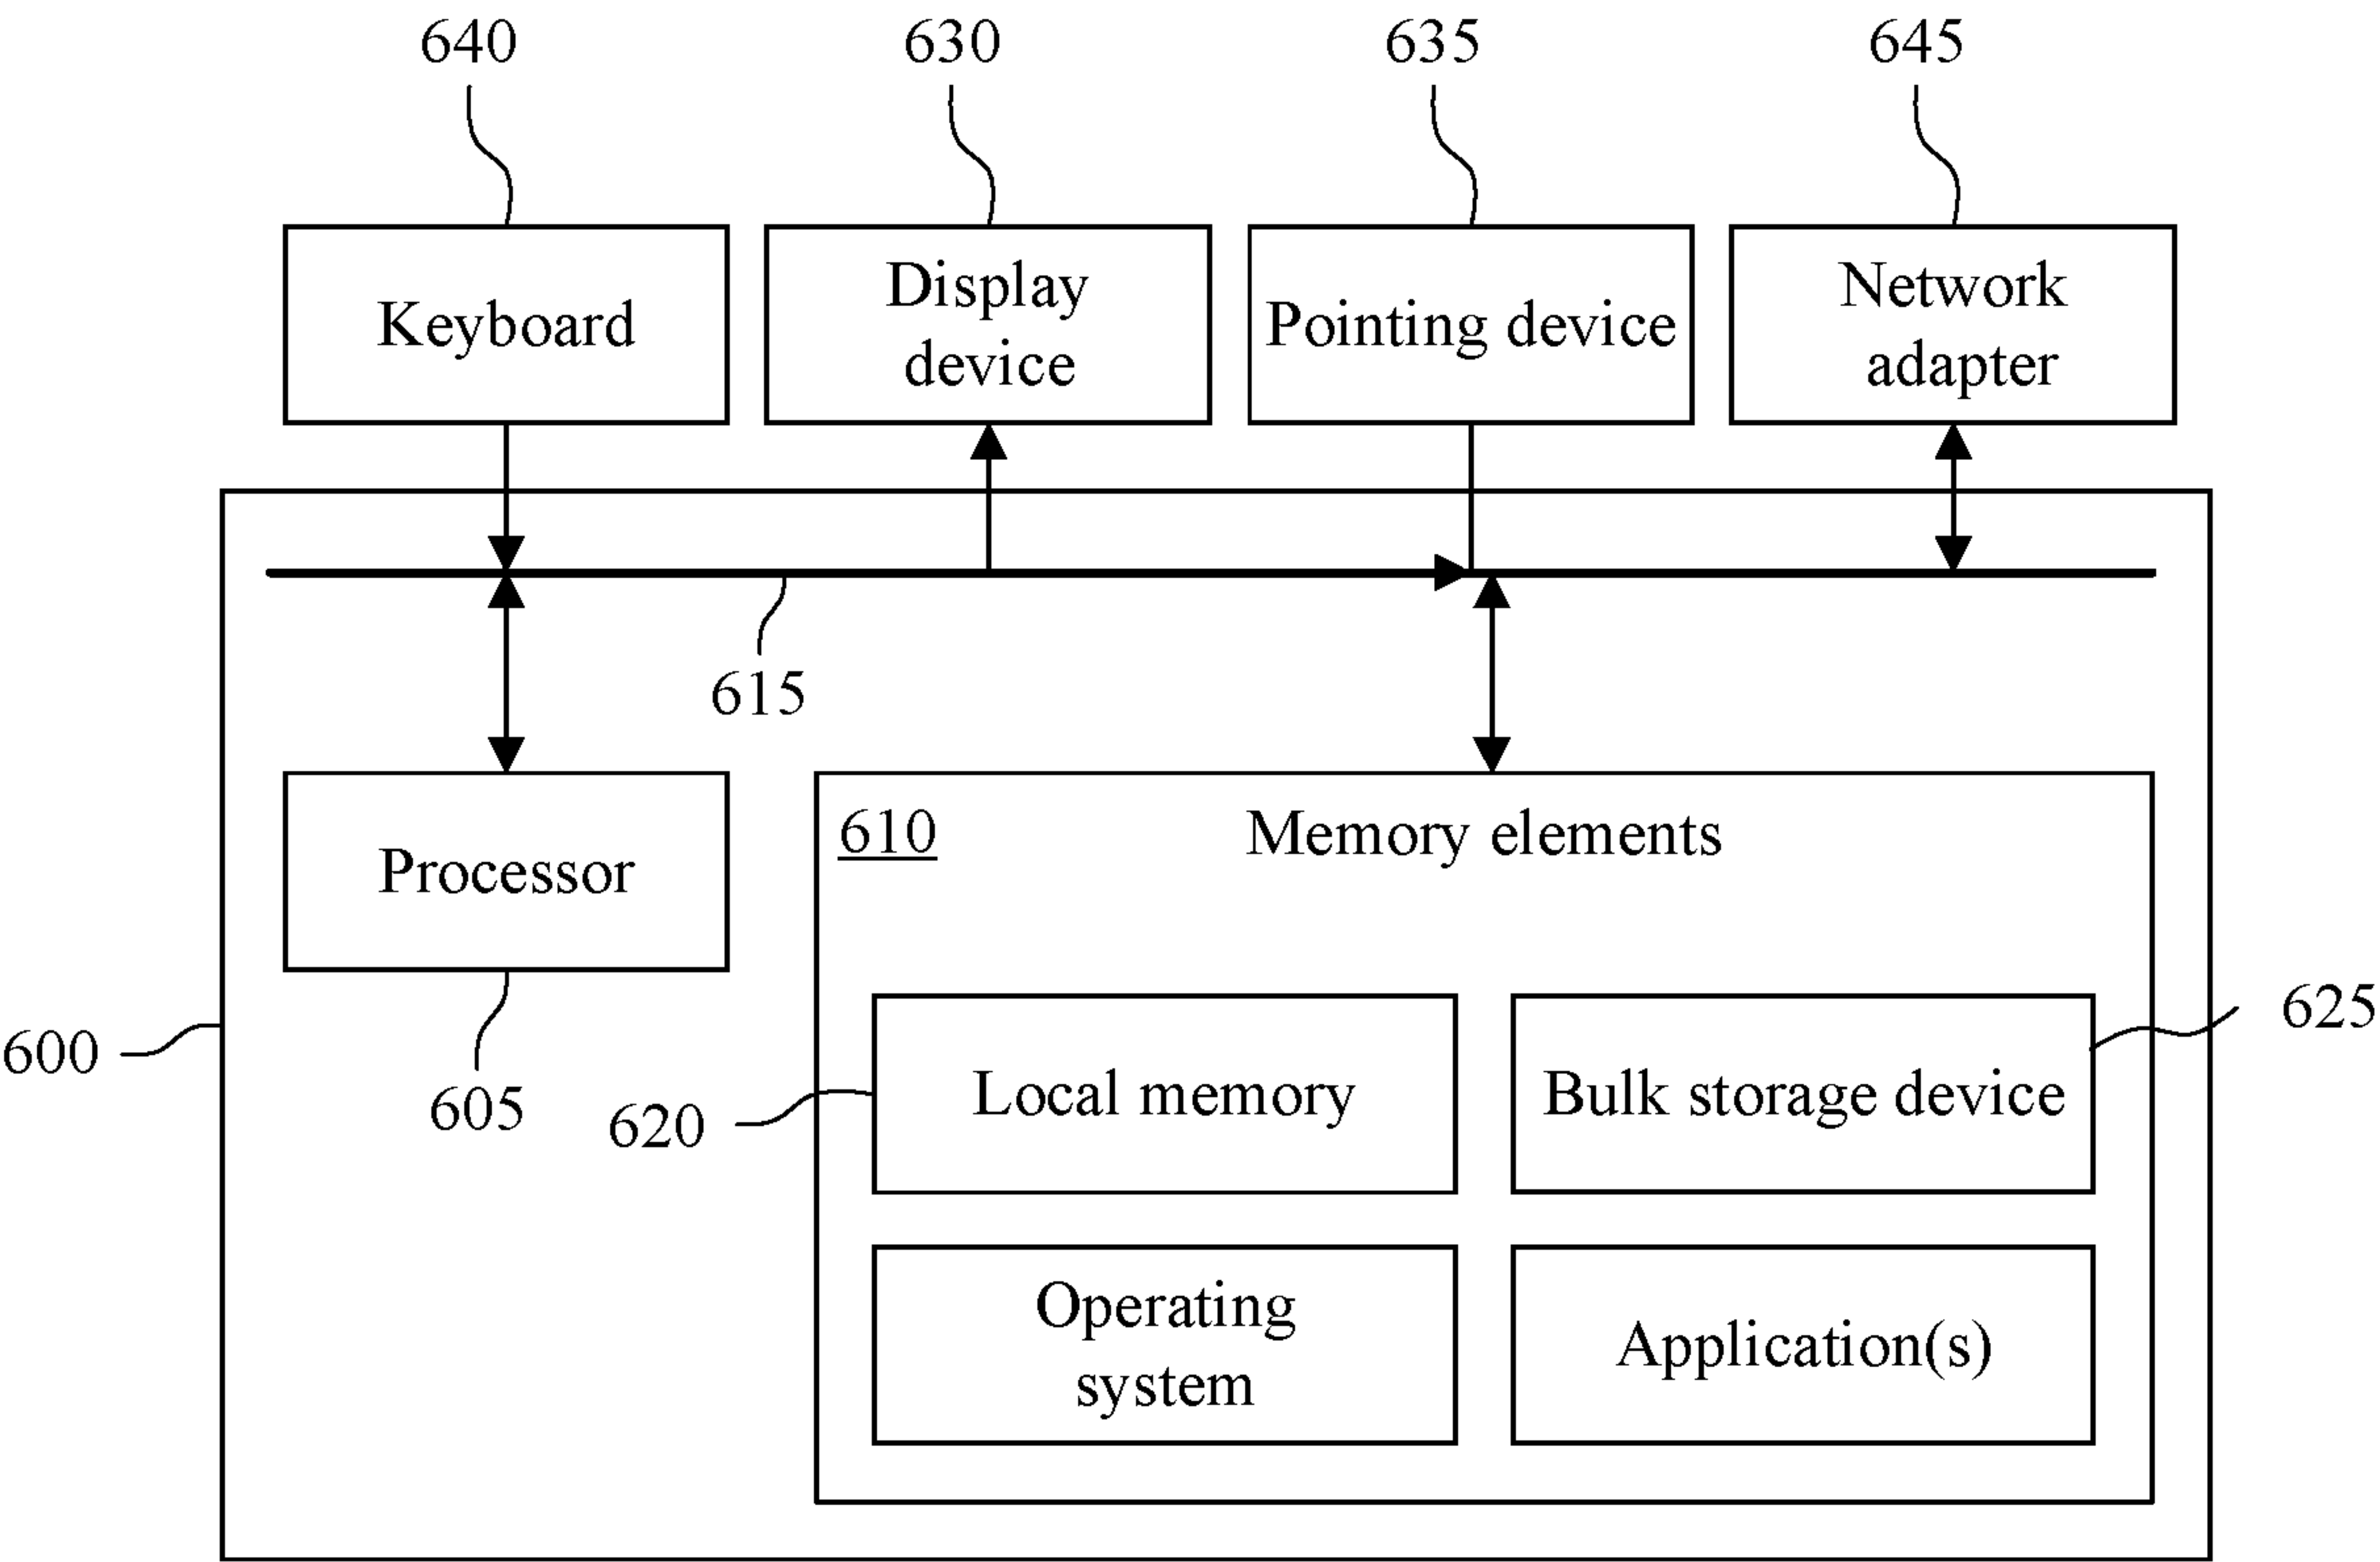 640
630
635
645
Keyboard
Display
device
Pointing device
Network
adapter
615
Processor
610
Memory elements
600
605
620
Local memory
Bulk storage device
625
Operating
system
Application(s)